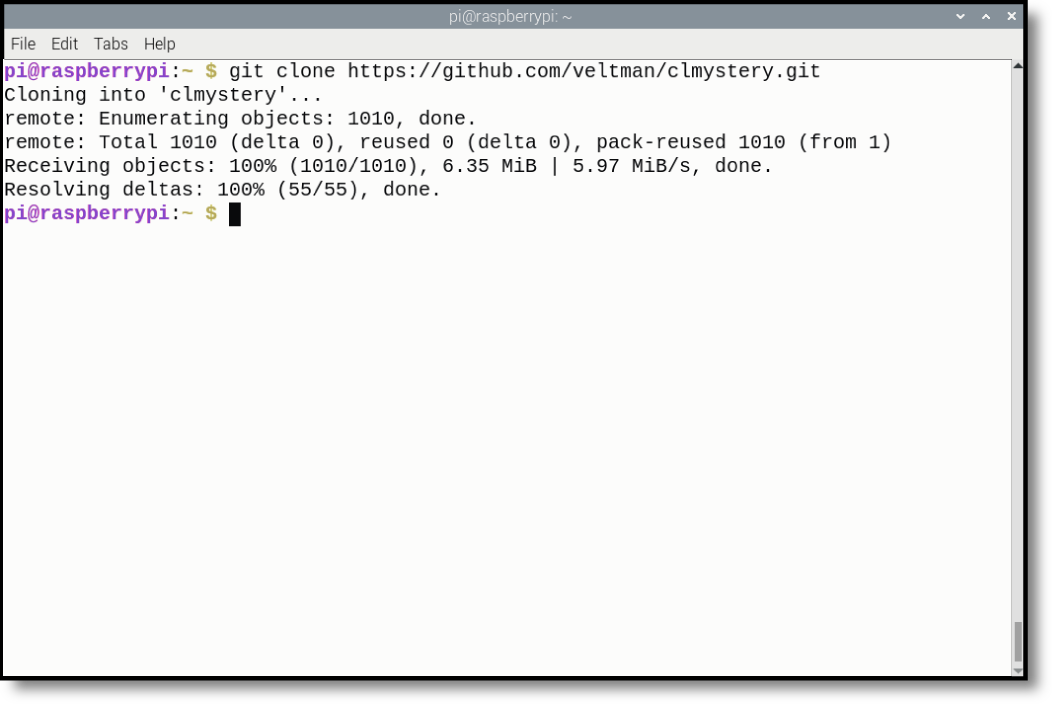 pi@raspberrypi: ~
File Edit Tabs Help
pi@raspberrypi:~ $ git clone https://github.com/veltman/clmystery.git
Cloning into 'clmystery'...
remote: Enumerating objects: 1010, done.
remote: Total 1010 (delta 0), reused 0 (delta 0), pack-reused 1010 (from 1)
Receiving objects: 100% (1010/1010), 6.35 MiB | 5.97 MiB/s, done.
Resolving deltas: 100% (55/55), done.
pi@raspberrypi:~ $